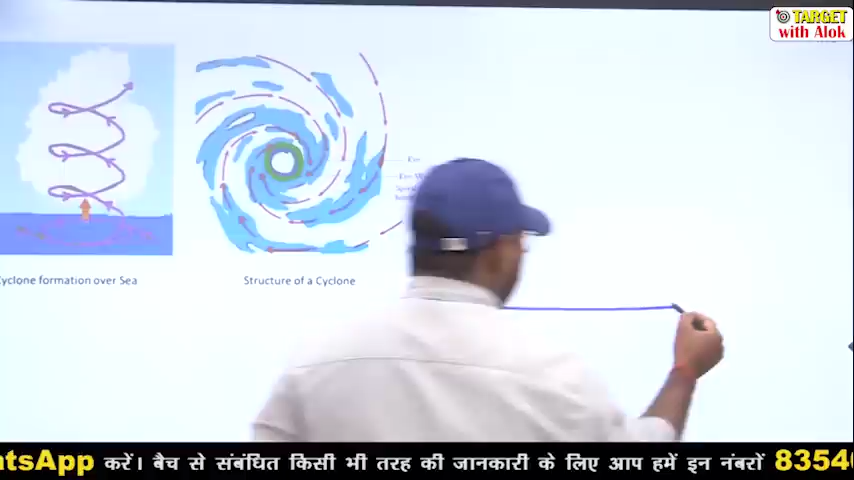 TARGET
with Alok
Eye
Cyclone formation over Sea
Structure of a Cyclone
WhatsApp करें। बैच से संबंधित किसी भी तरह की जानकारी के लिए आप हमें इन नंबरों 8354